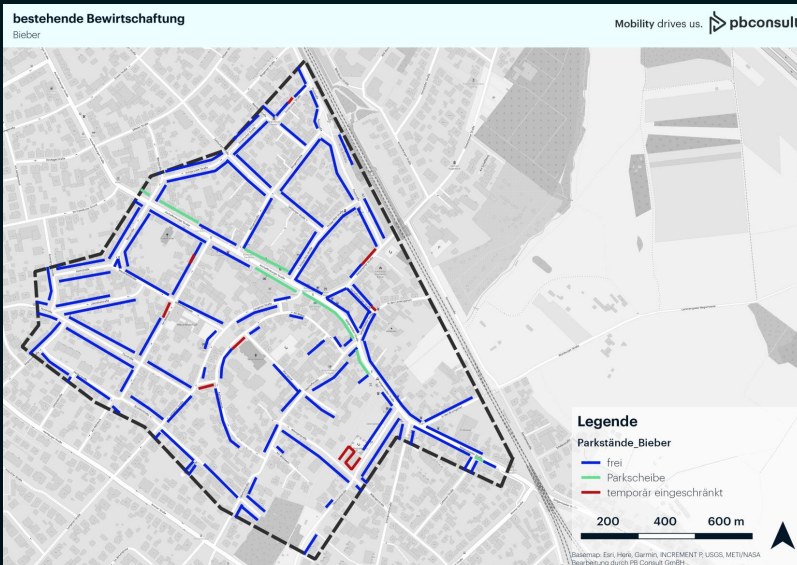 bestehende Bewirtschaftung
Bieber
Mobility drives us. pbconsult
Legende
Parkstände_Bieber
frei
Parkscheibe
temporär eingeschränkt
200 400 600 m
Basemap: Esri, Here, Garmin, INCREMENT P, USGS, METI/NASA
Bearbeitung durch PB Consult GmBH